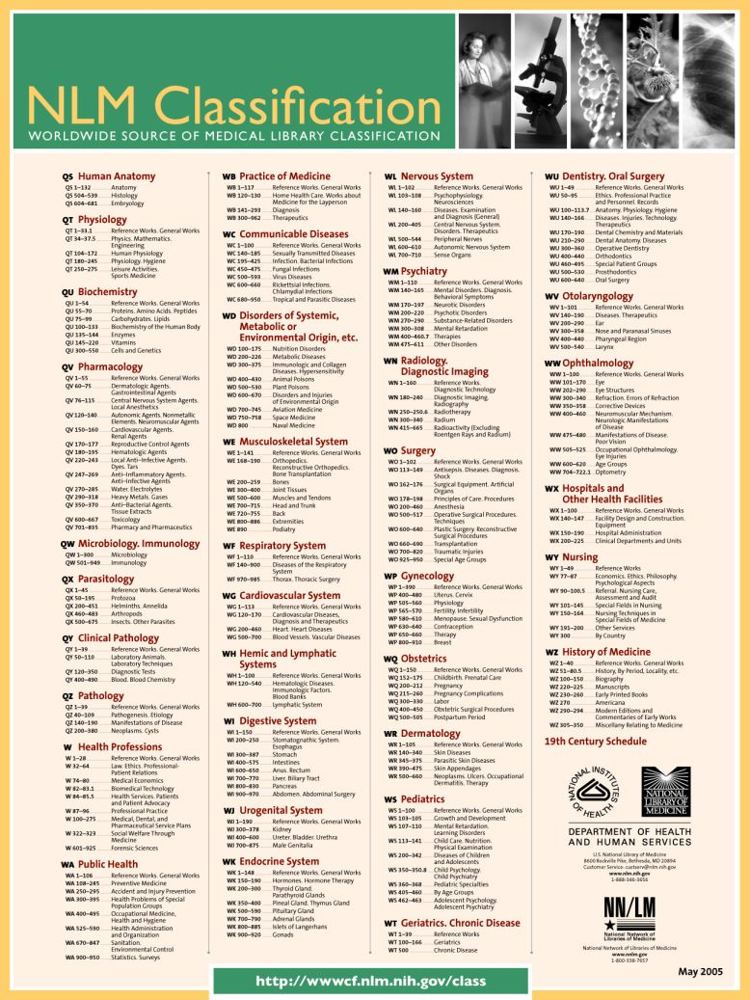 NLM Classification
WORLDWIDE SOURCE OF MEDICAL LIBRARY CLASSIFICATION
QS Human Anatomy
QS 1–132 Anatomy
QS 504–539 Histology
QS 604–681 Embryology
QT Physiology
QT 1–33.1 Reference Works. General Works
QT 34–37.5 Physics. Mathematics.
Engineering
QT 104–172 Human Physiology
QT 180–245 Physiology. Hygiene
QT 250–275 Leisure Activities.
Sports Medicine
QU Biochemistry
QU 1–54 Reference Works. General Works
QU 55–70 Proteins. Amino Acids. Peptides
QU 75–99 Carbohydrates. Lipids
QU 100–133 Biochemistry of the Human Body
QU 135–144 Enzymes
QU 145–220 Vitamins
QU 300–550 Cells and Genetics
QV Pharmacology
QV 1–55 Reference Works. General Works
QV 60–75 Dermatologic Agents.
Gastrointestinal Agents
QV 76–115 Central Nervous System Agents.
Local Anesthetics
QV 120–140 Autonomic Agents. Nonmetallic
Elements. Neuromuscular Agents
QV 150–160 Cardiovascular Agents.
Renal Agents
QV 170–177 Reproductive Control Agents
QV 180–195 Hematologic Agents
QV 220–243 Local Anti–Infective Agents.
Dyes. Tars
QV 247–269 Anti–Inflammatory Agents.
Anti–Infective Agents
QV 270–285 Water. Electrolytes
QV 290–318 Heavy Metals. Gases
QV 350–370 Anti–Bacterial Agents.
Tissue Extracts
QV 600–667 Toxicology
QV 701–835 Pharmacy and Pharmaceutics
QW Microbiology. Immunology
QW 1–300 Microbiology
QW 501–949 Immunology
QX Parasitology
QX 1–45 Reference Works. General Works
QX 50–195 Protozoa
QX 200–451 Helminths. Annelida
QX 460–483 Arthropods
QX 500–675 Insects. Other Parasites
QY Clinical Pathology
QY 1–39 Reference Works. General Works
QY 50–110 Laboratory Animals.
Laboratory Techniques
QY 120–350 Diagnostic Tests
QY 400–490 Blood. Blood Chemistry
QZ Pathology
QZ 1–39 Reference Works. General Works
QZ 40–109 Pathogenesis. Etiology
QZ 140–190 Manifestations of Disease
QZ 200–380 Neoplasms. Cysts
W Health Professions
W 1–28 Reference Works. General Works
W 32–64 Law. Ethics. Professional-
Patient Relations
W 74–80 Medical Economics
W 82–83.1 Biomedical Technology
W 84–85.5 Health Services. Patients
and Patient Advocacy
W 87–96 Professional Practice
W 100–275 Medical, Dental, and
Pharmaceutical Service Plans
W 322–323 Social Welfare Through
Medicine
W 601–925 Forensic Sciences
WA Public Health
WA 1–106 Reference Works. General Works
WA 108–245 Preventive Medicine
WA 250–295 Accident and Injury Prevention
WA 300–395 Health Problems of Special
Population Groups
WA 400–495 Occupational Medicine,
Health and Hygiene
WA 525–590 Health Administration
and Organization
WA 670–847 Sanitation.
Environmental Control
WA 900–950 Statistics. Surveys
WB Practice of Medicine
WB 1–117 Reference Works. General Works
WB 120–130 Home Health Care. Works about
Medicine for the Layperson
WB 141–293 Diagnosis
WB 300–962 Therapeutics
WC Communicable Diseases
WC 1–100 Reference Works. General Works
WC 140–185 Sexually Transmitted Diseases
WC 195–425 Infection. Bacterial Infections
WC 450–475 Fungal Infections
WC 500–593 Virus Diseases
WC 600–660 Rickettsial Infections.
Chlamydial Infections
WC 680–950 Tropical and Parasitic Diseases
WD Disorders of Systemic,
Metabolic or
Environmental Origin, etc.
WD 100–175 Nutrition Disorders
WD 200–226 Metabolic Diseases
WD 300–375 Immunologic and Collagen
Diseases. Hypersensitivity
WD 400–430 Animal Poisons
WD 500–530 Plant Poisons
WD 600–670 Disorders and Injuries
of Environmental Origin
WD 700–745 Aviation Medicine
WD 750–758 Space Medicine
WD 800 Naval Medicine
WE Musculoskeletal System
WE 1–141 Reference Works. General Works
WE 168–190 Orthopedics.
Reconstructive Orthopedics.
Bone Transplantation
WE 200–259 Bones
WE 300–400 Joint Tissues
WE 500–600 Muscles and Tendons
WE 700–715 Head and Trunk
WE 720–755 Back
WE 800–886 Extremities
WE 890 Podiatry
WF Respiratory System
WF 1–110 Reference Works. General Works
WF 140–900 Diseases of the Respiratory
System
WF 970–985 Thorax. Thoracic Surgery
WG Cardiovascular System
WG 1–113 Reference Works. General Works
WG 120–170 Cardiovascular Diseases,
Diagnosis and Therapeutics
WG 200–460 Heart. Heart Diseases
WG 500–700 Blood Vessels. Vascular Diseases
WH Hemic and Lymphatic
Systems
WH 1–100 Reference Works. General Works
WH 120–540 Hematologic Diseases.
Immunologic Factors.
Blood Banks
WH 600–700 Lymphatic System
WI Digestive System
WI 1–150 Reference Works. General Works
WI 200–250 Stomatognathic System.
Esophagus
WI 300–387 Stomach
WI 400–575 Intestines
WI 600–650 Anus. Rectum
WI 700–770 Liver. Biliary Tract
WI 800–830 Pancreas
WI 900–970 Abdomen. Abdominal Surgery
WJ Urogenital System
WJ 1–190 Reference Works. General Works
WJ 300–378 Kidney
WJ 400–600 Ureter. Bladder. Urethra
WJ 700–875 Male Genitalia
WK Endocrine System
WK 1–148 Reference Works. General Works
WK 150–190 Hormones. Hormone Therapy
WK 200–300 Thyroid Gland.
Parathyroid Glands
WK 350–400 Pineal Gland. Thymus Gland
WK 500–590 Pituitary Gland
WK 700–790 Adrenal Glands
WK 800–885 Islets of Langerhans
WK 900–920 Gonads
WL Nervous System
WL 1–102 Reference Works. General Works
WL 103–108 Psychophysiology.
Neurosciences
WL 140–160 Diseases. Examination
and Diagnosis (General)
WL 200–405 Central Nervous System.
Disorders. Therapeutics
WL 500–544 Peripheral Nerves
WL 600–610 Autonomic Nervous System
WL 700–710 Sense Organs
WM Psychiatry
WM 1–110 Reference Works. General Works
WM 140–165 Mental Disorders. Diagnosis.
Behavioral Symptoms
WM 170–197 Neurotic Disorders
WM 200–220 Psychotic Disorders
WM 270–290 Substance-Related Disorders
WM 300–308 Mental Retardation
WM 400–460.7 Therapies
WM 475–611 Other Disorders
WN Radiology.
Diagnostic Imaging
WN 1–160 Reference Works.
Diagnostic Technology
WN 180–240 Diagnostic Imaging.
Radiography
WN 250–250.6 Radiotherapy
WN 300–340 Radium
WN 415–665 Radioactivity (Excluding
Roentgen Rays and Radium)
WO Surgery
WO 1–102 Reference Works. General Works
WO 113–149 Antisepsis. Diseases. Diagnosis.
Shock
WO 162–176 Surgical Equipment. Artificial
Organs
WO 178–198 Principles of Care. Procedures
WO 200–460 Anesthesia
WO 500–517 Operative Surgical Procedures.
Techniques
WO 600–640 Plastic Surgery. Reconstructive
Surgical Procedures
WO 660–690 Transplantation
WO 700–820 Traumatic Injuries
WO 925–950 Special Age Groups
WP Gynecology
WP 1–390 Reference Works. General Works
WP 400–480 Uterus. Cervix
WP 505–560 Physiology
WP 565–570 Fertility. Infertility
WP 580–610 Menopause. Sexual Dysfunction
WP 630–640 Contraception
WP 650–660 Therapy
WP 800–910 Breast
WQ Obstetrics
WQ 1–150 Reference Works. General Works
WQ 152–175 Childbirth. Prenatal Care
WQ 200–212 Pregnancy
WQ 215–260 Pregnancy Complications
WQ 300–330 Labor
WQ 400–450 Obstetric Surgical Procedures
WQ 500–505 Postpartum Period
WR Dermatology
WR 1–105 Reference Works. General Works
WR 140–340 Skin Diseases
WR 345–375 Parasitic Skin Diseases
WR 390–475 Skin Appendages
WR 500–660 Neoplasms. Ulcers. Occupational
Dermatitis. Therapy
WS Pediatrics
WS 1–100 Reference Works. General Works
WS 103–105 Growth and Development
WS 107–110 Mental Retardation.
Learning Disorders
WS 113–141 Child Care. Nutrition.
Physical Examination
WS 200–342 Diseases of Children
and Adolescents
WS 350–350.8 Child Psychology.
Child Psychiatry
WS 360–368 Pediatric Specialties
WS 405–460 By Age Groups
WS 462–463 Adolescent Psychology.
Adolescent Psychiatry
WT Geriatrics. Chronic Disease
WT 1–39 Reference Works
WT 100–166 Geriatrics
WT 500 Chronic Disease
WU Dentistry. Oral Surgery
WU 1–49 Reference Works. General Works
WU 50–95 Ethics. Professional Practice
and Personnel. Records
WU 100–113.7 Anatomy. Physiology. Hygiene
WU 140–166 Diseases. Injuries. Technology.
Therapeutics
WU 170–190 Dental Chemistry and Materials
WU 210–290 Dental Anatomy. Diseases
WU 300–360 Operative Dentistry
WU 400–440 Orthodontics
WU 460–495 Special Patient Groups
WU 500–530 Prosthodontics
WU 600–640 Oral Surgery
WV Otolaryngology
WV 1–101 Reference Works. General Works
WV 140–190 Diseases. Therapeutics
WV 200–290 Ear
WV 300–358 Nose and Paranasal Sinuses
WV 400–440 Pharyngeal Region
WV 500–540 Larynx
WW Ophthalmology
WW 1–100 Reference Works. General Works
WW 101–170 Eye
WW 202–290 Eye Structures
WW 300–340 Refraction. Errors of Refraction
WW 350–358 Corrective Devices
WW 400–460 Neuromuscular Mechanism.
Neurologic Manifestations
of Disease
WW 475–480 Manifestations of Disease.
Poor Vision
WW 505–525 Occupational Ophthalmology.
Eye Injuries
WW 600–620 Age Groups
WW 704–722.1 Optometry
WX Hospitals and
Other Health Facilities
WX 1–100 Reference Works. General Works
WX 140–147 Facility Design and Construction.
Equipment
WX 150–190 Hospital Administration
WX 200–225 Clinical Departments and Units
WY Nursing
WY 1–49 Reference Works
WY 77–87 Economics. Ethics. Philosophy.
Psychological Aspects
WY 90–100.5 Referral. Nursing Care,
Assessment and Audit
WY 101–145 Special Fields in Nursing
WY 150–164 Nursing Techniques in
Special Fields of Medicine
WY 191–200 Other Services
WY 300 By Country
WZ History of Medicine
WZ 1–40 Reference Works. General Works
WZ 51–80.5 History, By Period, Locality, etc.
WZ 100–150 Biography
WZ 220–225 Manuscripts
WZ 230–260 Early Printed Books
WZ 270 Americana
WZ 290–294 Modern Editions and
Commentaries of Early Works
WZ 305–350 Miscellany Relating to Medicine
19th Century Schedule
NATIONAL INSTITUTES OF HEALTH
NATIONAL
LIBRARY OF
MEDICINE
DEPARTMENT OF HEALTH
AND HUMAN SERVICES
U.S. National Library of Medicine
8600 Rockville Pike, Bethesda, MD 20894
Customer Service: custserv@nlm.nih.gov
www.nlm.nih.gov
1-888-346-3656
NN/LM
National Network of
Libraries of Medicine
National Network of Libraries of Medicine
www.nnlm.gov
1-800-338-7657
May 2005
http://wwwcf.nlm.nih.gov/class